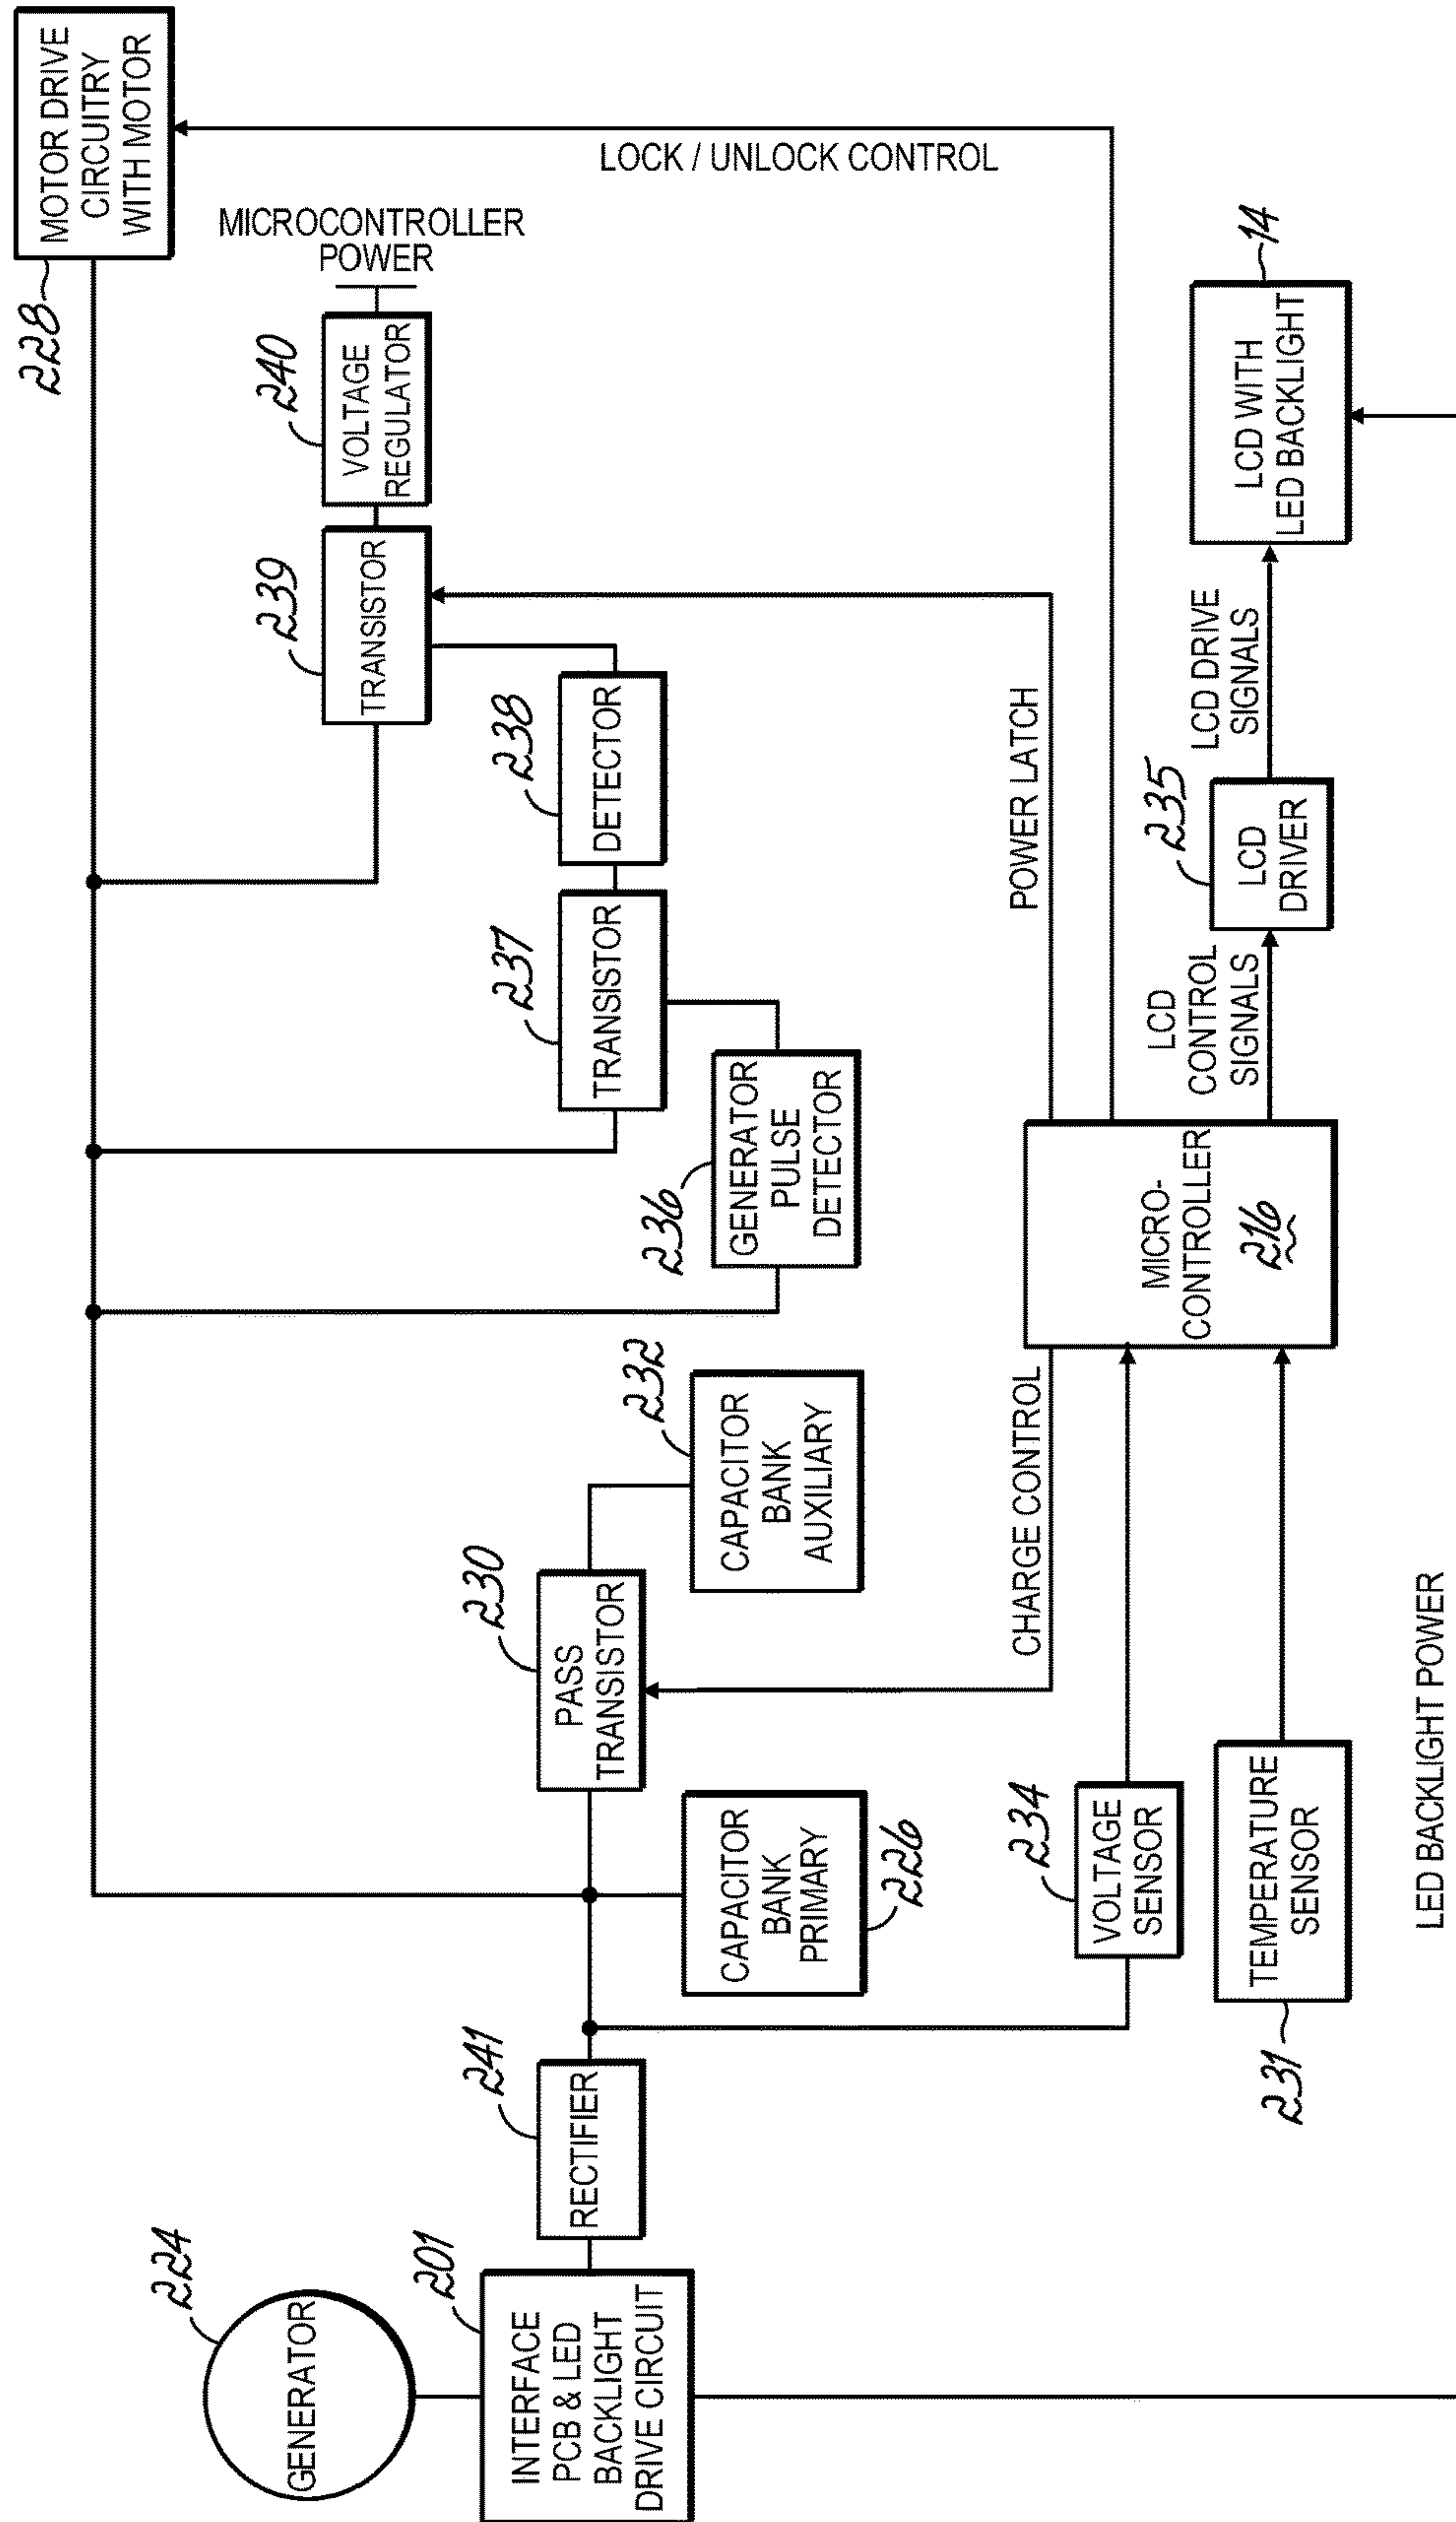 224
GENERATOR
201
INTERFACE
PCB & LED
BACKLIGHT
DRIVE CIRCUIT
241
RECTIFIER
CAPACITOR
BANK
PRIMARY
226
230
PASS
TRANSISTOR
232
CAPACITOR
BANK
AUXILIARY
CHARGE CONTROL
234
VOLTAGE
SENSOR
231
TEMPERATURE
SENSOR
LED BACKLIGHT POWER
236
GENERATOR
PULSE
DETECTOR
237
TRANSISTOR
238
DETECTOR
239
TRANSISTOR
240
VOLTAGE
REGULATOR
MICROCONTROLLER
POWER
228
MOTOR DRIVE
CIRCUITRY
WITH MOTOR
LOCK / UNLOCK CONTROL
POWER LATCH
MICRO-
CONTROLLER
216
LCD
CONTROL
SIGNALS
235
LCD
DRIVER
LCD DRIVE
SIGNALS
LCD WITH
LED BACKLIGHT
14